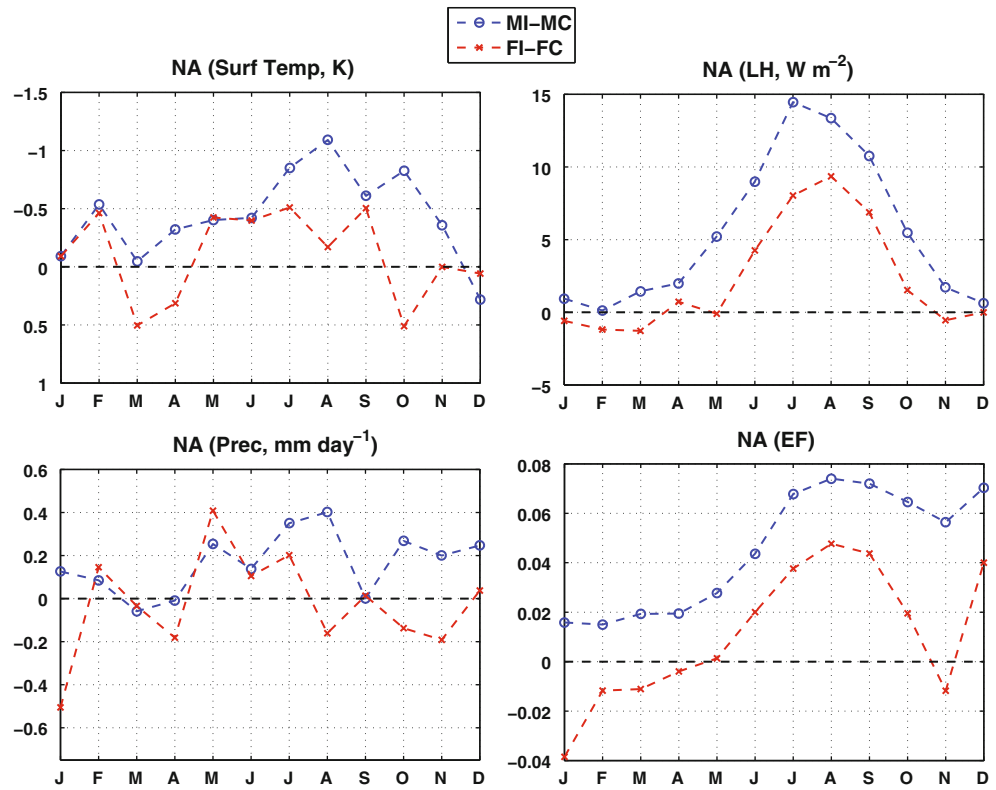 MI−MC
FI−FC
NA (Surf Temp, K)
−1.5
−1
−0.5
0
0.5
1
J F M A M J J A S O N D
NA (LH, W m−2)
15
10
5
0
−5
J F M A M J J A S O N D
NA (Prec, mm day−1)
0.6
0.4
0.2
0
−0.2
−0.4
−0.6
J F M A M J J A S O N D
NA (EF)
0.08
0.06
0.04
0.02
0
−0.02
−0.04
J F M A M J J A S O N D